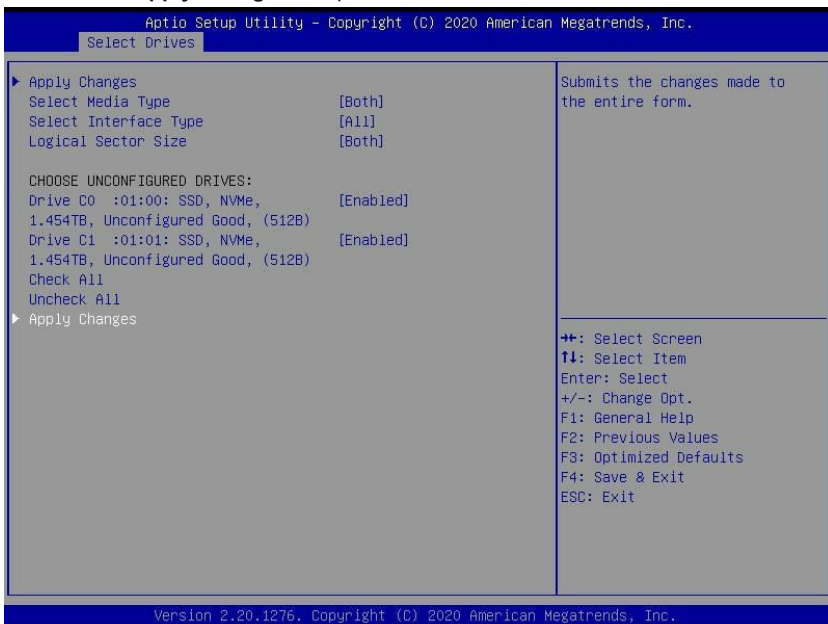 Aptio Setup Utility – Copyright (C) 2020 American Megatrends, Inc.
Select Drives
Apply Changes
Select Media Type [Both]
Select Interface Type [All]
Logical Sector Size [Both]
CHOOSE UNCONFIGURED DRIVES:
Drive C0 :01:00: SSD, NVMe, [Enabled]
1.454TB, Unconfigured Good, (512B)
Drive C1 :01:01: SSD, NVMe, [Enabled]
1.454TB, Unconfigured Good, (512B)
Check All
Uncheck All
Apply Changes
Submits the changes made to
the entire form.
→←: Select Screen
↑↓: Select Item
Enter: Select
+/-: Change Opt.
F1: General Help
F2: Previous Values
F3: Optimized Defaults
F4: Save & Exit
ESC: Exit
Version 2.20.1276. Copyright (C) 2020 American Megatrends, Inc.